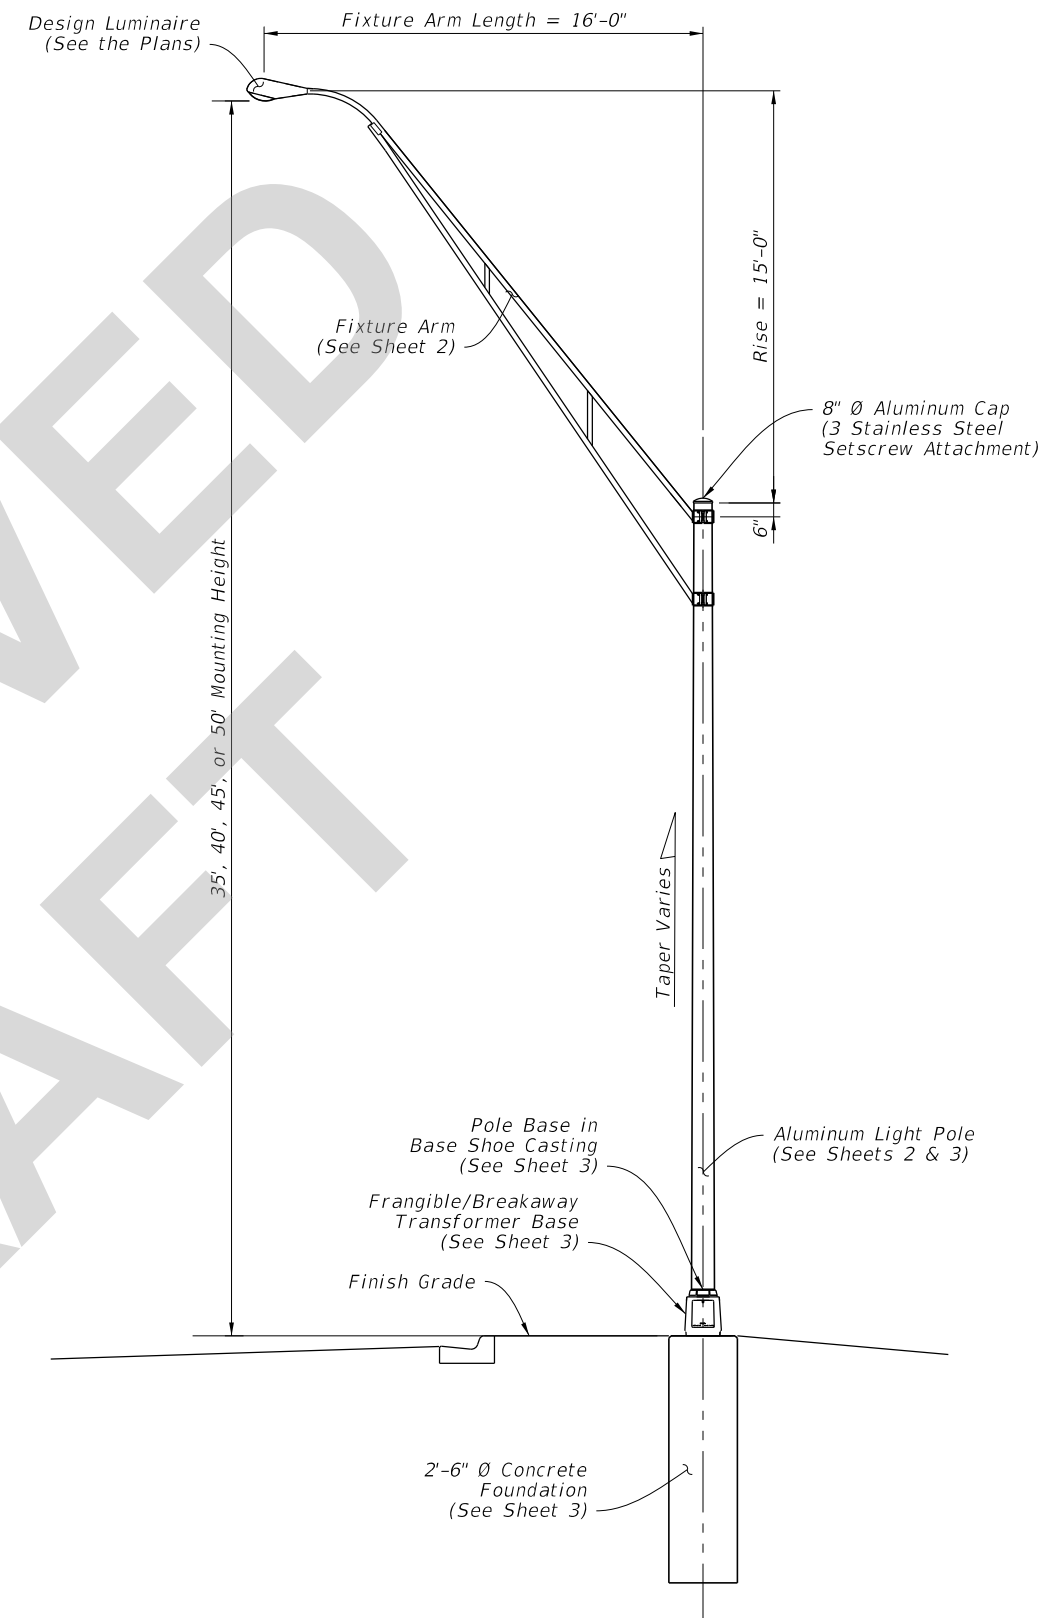 Design Luminaire
(See the Plans)
Fixture Arm Length = 16'-0"
Rise = 15'-0"
Fixture Arm
(See Sheet 2)
8" Ø Aluminum Cap
(3 Stainless Steel
Setscrew Attachment)
6"
35', 40', 45', or 50' Mounting Height
Taper Varies
Pole Base in
Base Shoe Casting
(See Sheet 3)
Aluminum Light Pole
(See Sheets 2 & 3)
Frangible/Breakaway
Transformer Base
(See Sheet 3)
Finish Grade
2'-6" Ø Concrete
Foundation
(See Sheet 3)
VED
AFT